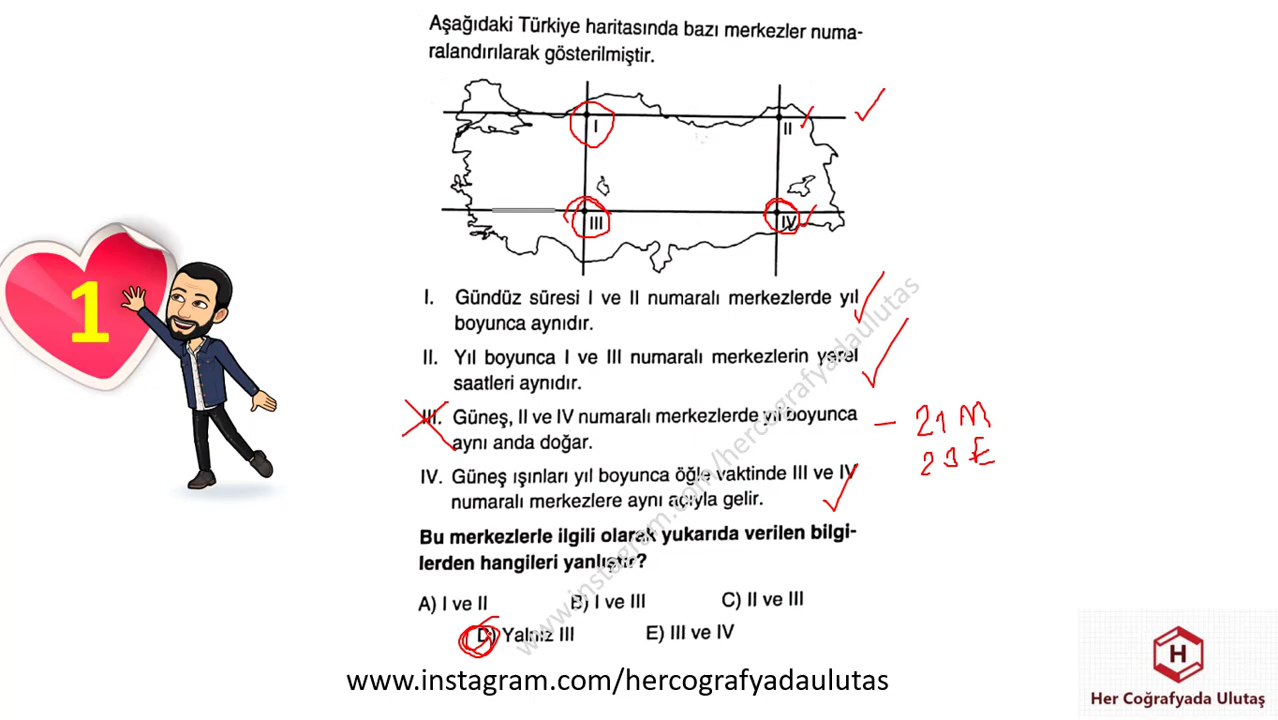 Aşağıdaki Türkiye haritasında bazı merkezler numa-
ralandırılarak gösterilmiştir.
I
II
III
IV
1
I. Gündüz süresi I ve II numaralı merkezlerde yıl
boyunca aynıdır.
II. Yıl boyunca I ve III numaralı merkezlerin yerel
saatleri aynıdır.
III. Güneş, II ve IV numaralı merkezlerde yıl boyunca
aynı anda doğar.
– 21 M
23 E
IV. Güneş ışınları yıl boyunca öğle vaktinde III ve IV
numaralı merkezlere aynı açıyla gelir.
Bu merkezlerle ilgili olarak yukarıda verilen bilgi-
lerden hangileri yanlıştır?
A) I ve II B) I ve III C) II ve III
D) Yalnız III E) III ve IV
www.instagram.com/hercografyadaulutas
www.instagram.com/hercografyadaulutas
H
Her Coğrafyada Ulutaş